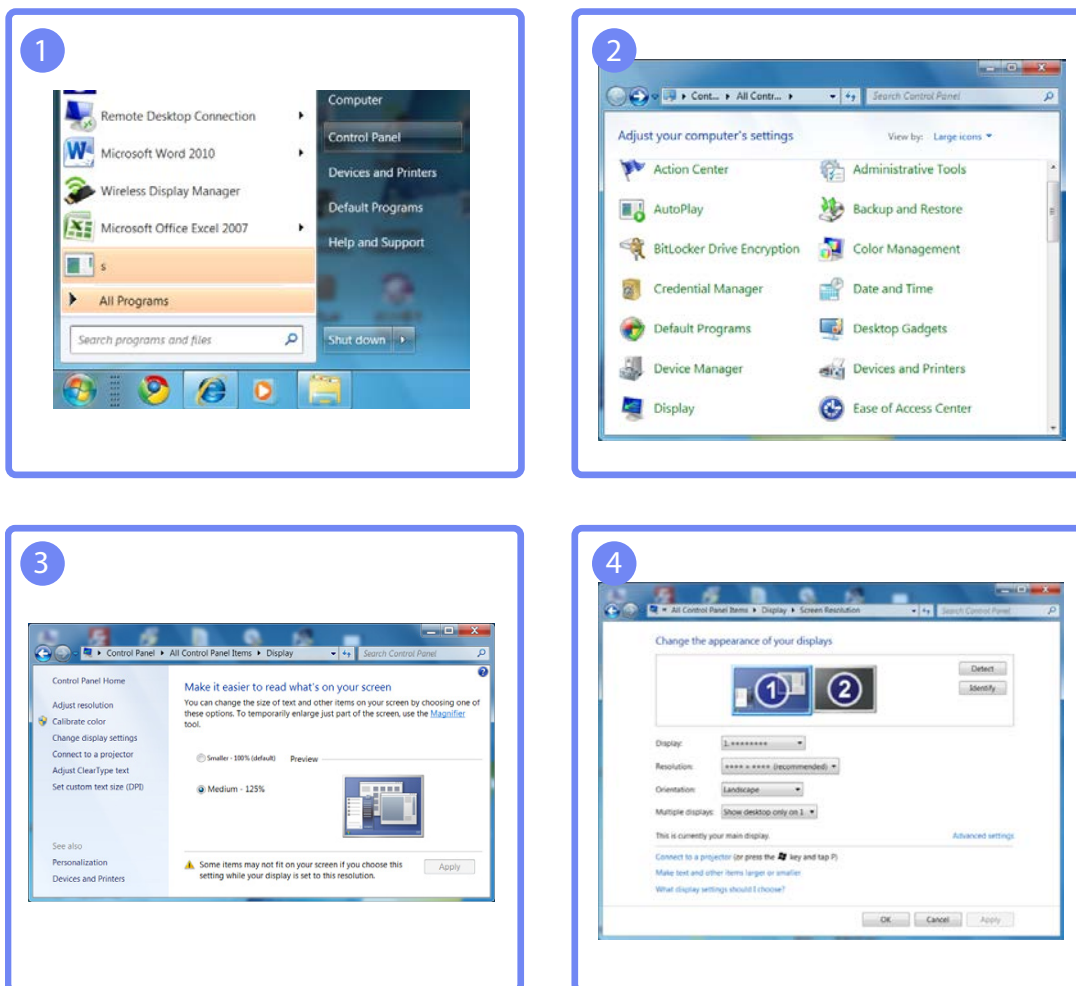 1
Remote Desktop Connection
Microsoft Word 2010
Wireless Display Manager
Microsoft Office Excel 2007
s
All Programs
Search programs and files
Computer
Control Panel
Devices and Printers
Default Programs
Help and Support
Shut down
2
Cont... All Contr...
Search Control Panel
Adjust your computer's settings
View by: Large icons
Action Center
Administrative Tools
AutoPlay
Backup and Restore
BitLocker Drive Encryption
Color Management
Credential Manager
Date and Time
Default Programs
Desktop Gadgets
Device Manager
Devices and Printers
Display
Ease of Access Center
3
Control Panel All Control Panel Items Display
Search Control Panel
Control Panel Home
Adjust resolution
Calibrate color
Change display settings
Connect to a projector
Adjust ClearType text
Set custom text size (DPI)
See also
Personalization
Devices and Printers
Make it easier to read what's on your screen
You can change the size of text and other items on your screen by choosing one of
these options. To temporarily enlarge just part of the screen, use the Magnifier
tool.
Smaller - 100% (default) Preview
Medium - 125%
Some items may not fit on your screen if you choose this
setting while your display is set to this resolution.
Apply
4
All Control Panel Items Display Screen Resolution
Search Control Panel
Change the appearance of your displays
1 2
Detect
Identify
Display: 1. ********
Resolution: **** × **** (recommended)
Orientation: Landscape
Multiple displays: Show desktop only on 1
This is currently your main display.
Advanced settings
Connect to a projector (or press the key and tap P)
Make text and other items larger or smaller
What display settings should I choose?
OK Cancel Apply